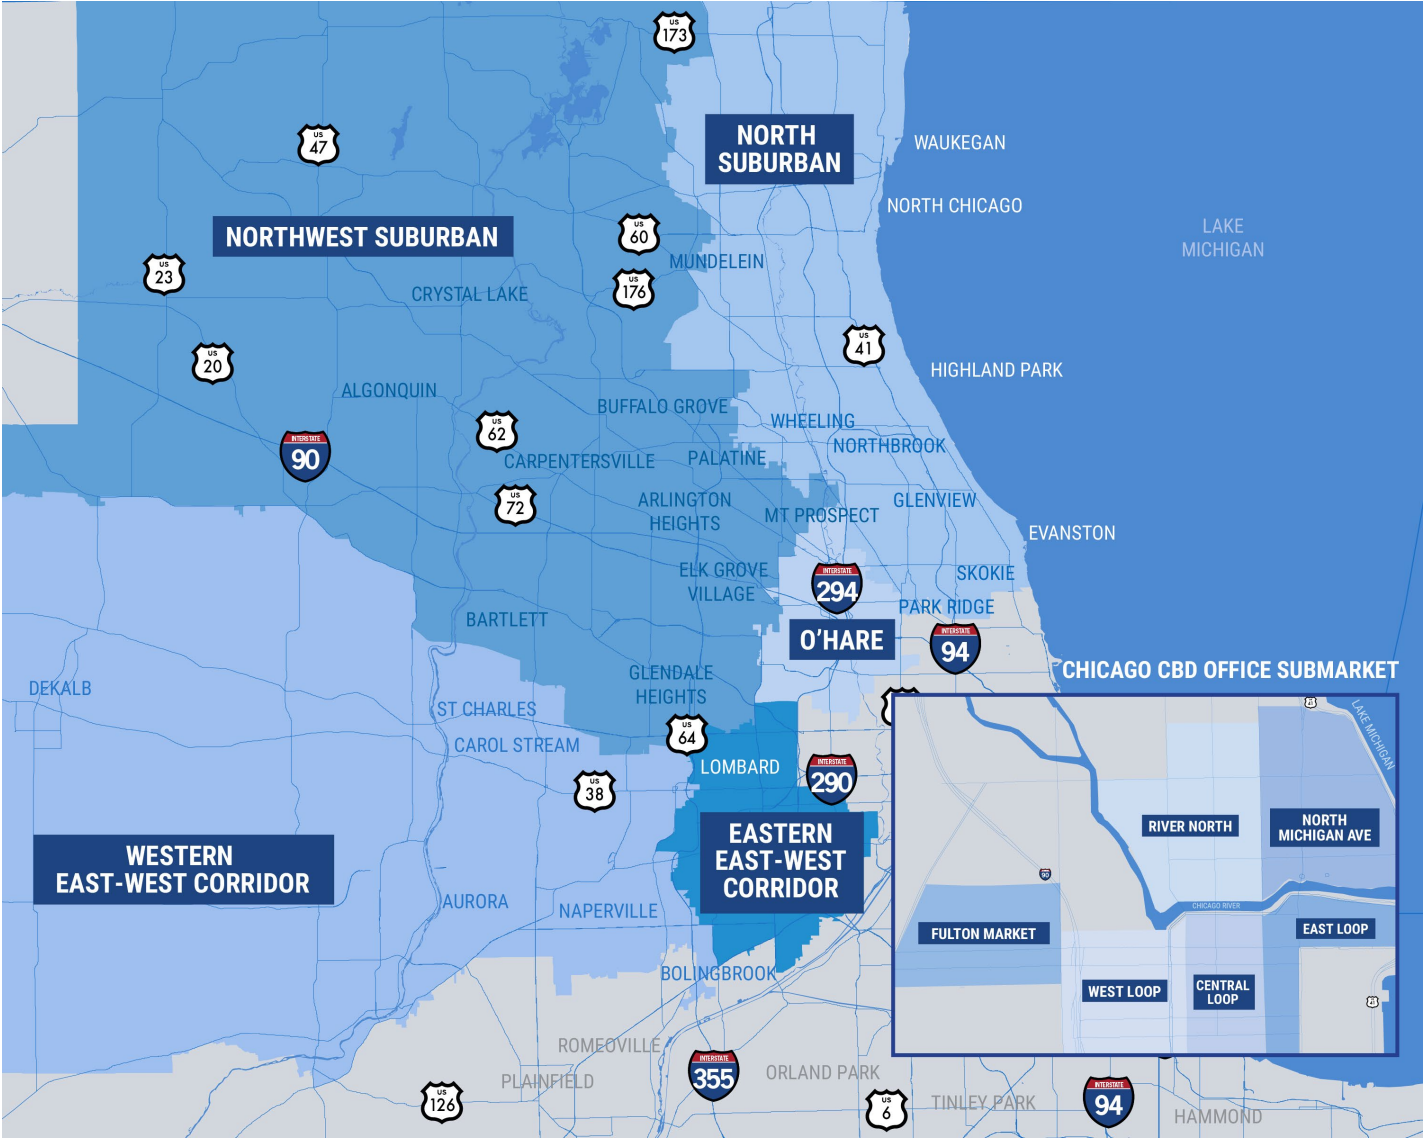 US
173
NORTH
SUBURBAN
US
47
WAUKEGAN
NORTH CHICAGO
LAKE
MICHIGAN
NORTHWEST SUBURBAN
US
60
MUNDELEIN
US
23
US
176
CRYSTAL LAKE
US
41
US
20
HIGHLAND PARK
ALGONQUIN
BUFFALO GROVE
WHEELING
US
62
NORTHBROOK
INTERSTATE
90
CARPENTERSVILLE
PALATINE
US
72
ARLINGTON
HEIGHTS
GLENVIEW
MT PROSPECT
EVANSTON
ELK GROVE
VILLAGE
INTERSTATE
294
SKOKIE
PARK RIDGE
BARTLETT
O'HARE
INTERSTATE
94
GLENDALE
HEIGHTS
CHICAGO CBD OFFICE SUBMARKET
DEKALB
ST CHARLES
US
64
CAROL STREAM
LOMBARD
INTERSTATE
290
US
38
EASTERN
EAST-WEST
CORRIDOR
WESTERN
EAST-WEST CORRIDOR
AURORA
NAPERVILLE
BOLINGBROOK
LAKE MICHIGAN
RIVER NORTH
NORTH
MICHIGAN AVE
90
CHICAGO RIVER
FULTON MARKET
EAST LOOP
WEST LOOP
CENTRAL
LOOP
ROMEOVILLE
PLAINFIELD
INTERSTATE
355
ORLAND PARK
US
126
US
6
TINLEY PARK
INTERSTATE
94
HAMMOND